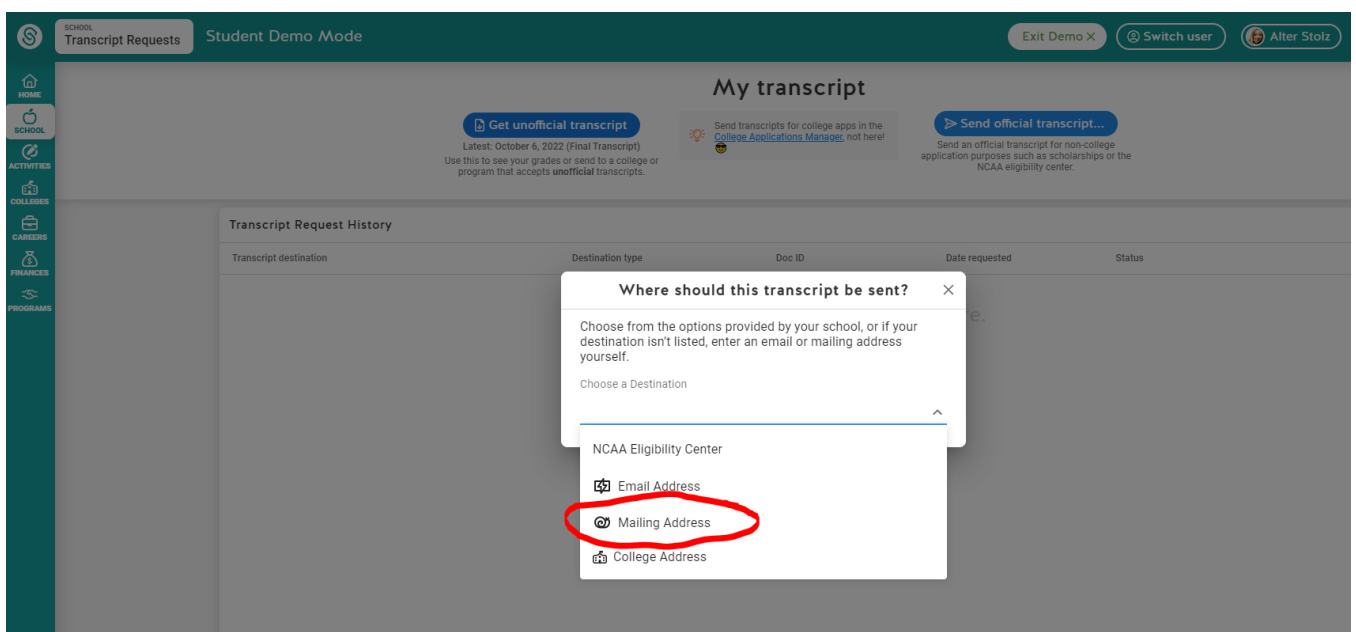 SCHOOL
Transcript Requests
Student Demo Mode
Exit Demo ×
Switch user
Alter Stolz
HOME
SCHOOL
ACTIVITIES
COLLEGES
CAREERS
FINANCES
PROGRAMS
My transcript
Get unofficial transcript
Latest: October 6, 2022 (Final Transcript)
Use this to see your grades or send to a college or
program that accepts unofficial transcripts.
Send transcripts for college apps in the
College Applications Manager, not here!
Send official transcript...
Send an official transcript for non-college
application purposes such as scholarships or the
NCAA eligibility center.
Transcript Request History
Transcript destination Destination type Doc ID Date requested Status
Where should this transcript be sent? ×
Choose from the options provided by your school, or if your
destination isn't listed, enter an email or mailing address
yourself.
Choose a Destination
NCAA Eligibility Center
Email Address
Mailing Address
College Address